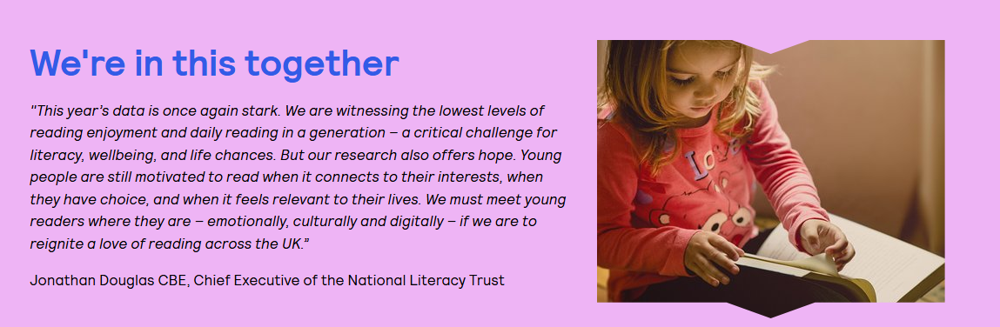 We're in this together
"This year's data is once again stark. We are witnessing the lowest levels of
reading enjoyment and daily reading in a generation – a critical challenge for
literacy, wellbeing, and life chances. But our research also offers hope. Young
people are still motivated to read when it connects to their interests, when
they have choice, and when it feels relevant to their lives. We must meet young
readers where they are – emotionally, culturally and digitally – if we are to
reignite a love of reading across the UK.”
Jonathan Douglas CBE, Chief Executive of the National Literacy Trust
Love